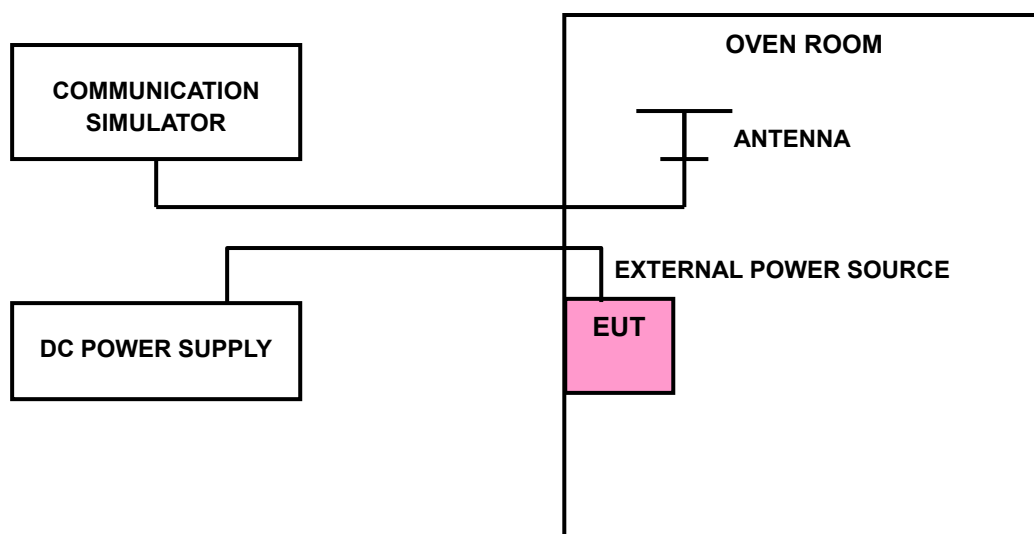 OVEN ROOM
COMMUNICATION
SIMULATOR
ANTENNA
EXTERNAL POWER SOURCE
EUT
DC POWER SUPPLY